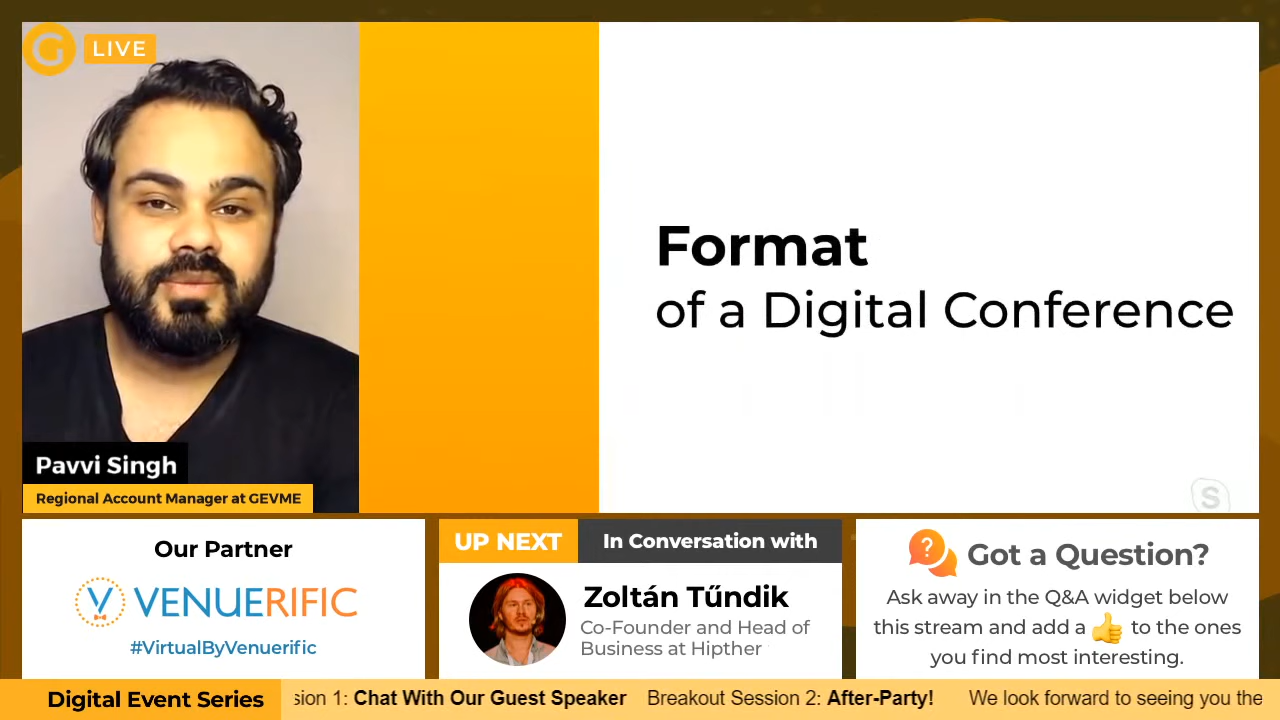 G LIVE
Format
of a Digital Conference
Pavvi Singh
Regional Account Manager at GEVME
S
Our Partner
V VENUERIFIC
#VirtualByVenuerific
UP NEXT In Conversation with
Zoltán Tűndik
Co-Founder and Head of
Business at Hipther
? Got a Question?
Ask away in the Q&A widget below
this stream and add a 👍 to the ones
you find most interesting.
Digital Event Series sion 1: Chat With Our Guest Speaker Breakout Session 2: After-Party! We look forward to seeing you the